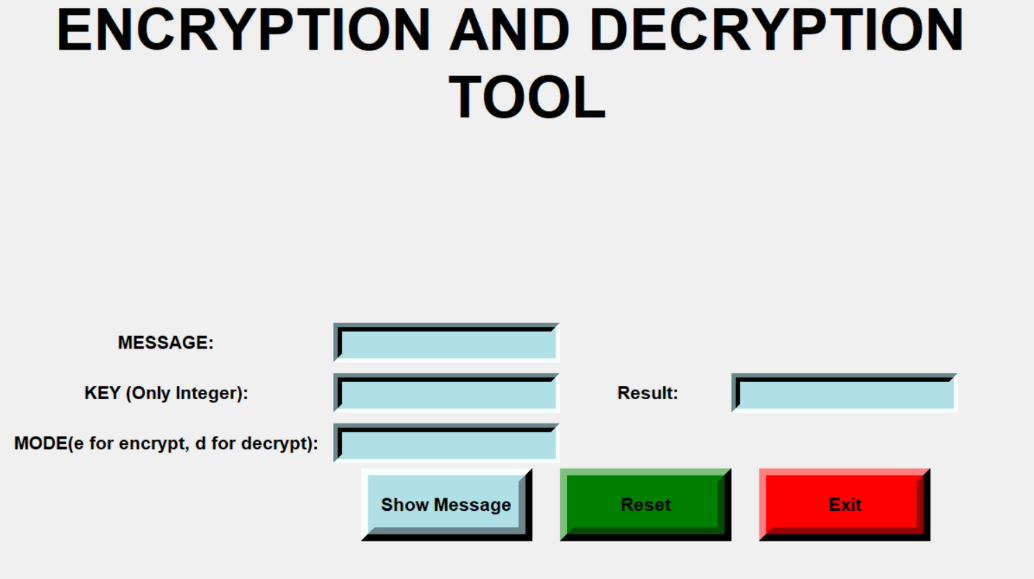 ENCRYPTION AND DECRYPTION
TOOL
MESSAGE:
KEY (Only Integer):
Result:
MODE(e for encrypt, d for decrypt):
Show Message
Reset
Exit